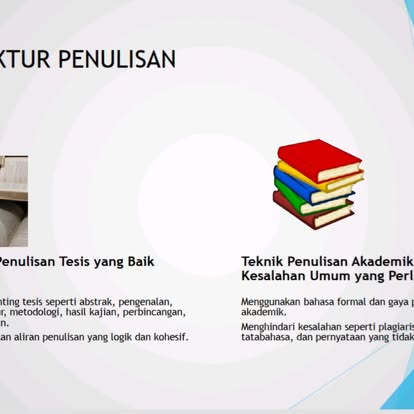 KTUR PENULISAN
Penulisan Tesis yang Baik
nting tesis seperti abstrak, pengenalan,
r, metodologi, hasil kajian, perbincangan,
n.
an aliran penulisan yang logik dan kohesif.
Teknik Penulisan Akademik
Kesalahan Umum yang Perl
Menggunakan bahasa formal dan gaya p
akademik.
Menghindari kesalahan seperti plagiaris
tatabahasa, dan pernyataan yang tidak